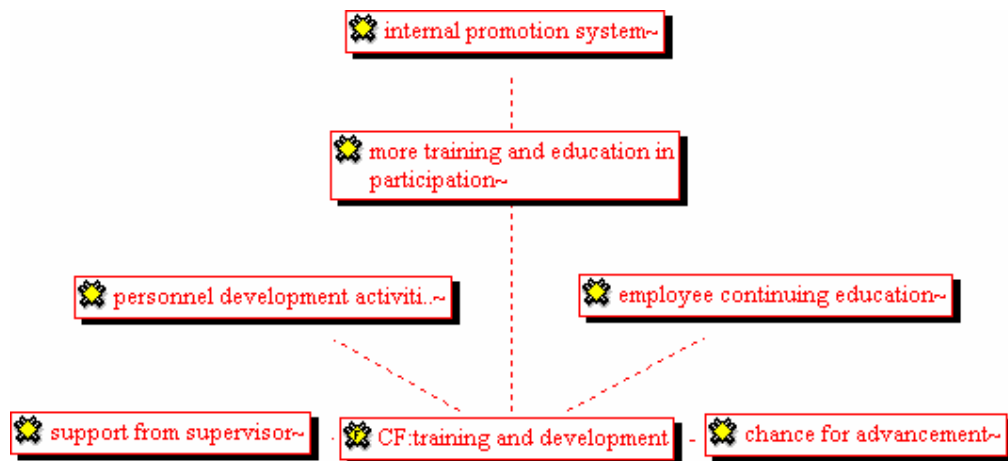 internal promotion system~
more training and education in
participation~
personnel development activiti..~
employee continuing education~
support from supervisor~
CF:training and development
chance for advancement~